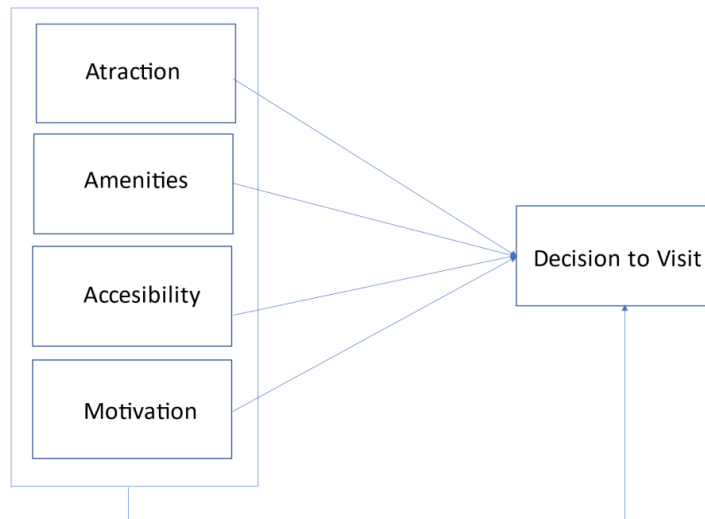 Atraction
Amenities
Accesibility
Motivation
Decision to Visit